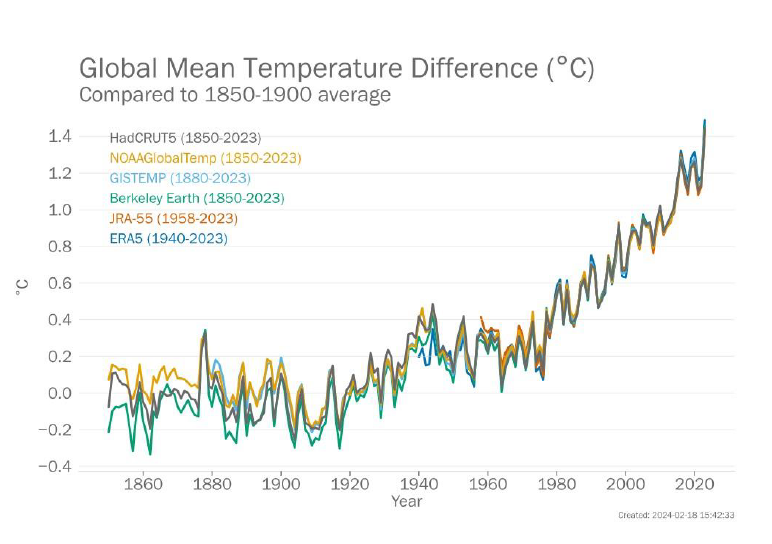 Global Mean Temperature Difference (°C)
Compared to 1850-1900 average
HadCRUT5 (1850-2023)
NOAAGlobalTemp (1850-2023)
GISTEMP (1880-2023)
Berkeley Earth (1850-2023)
JRA-55 (1958-2023)
ERA5 (1940-2023)
°C
1.4
1.2
1.0
0.8
0.6
0.4
0.2
0.0
−0.2
−0.4
1860 1880 1900 1920 1940 1960 1980 2000 2020
Year
Created: 2024-02-18 15:42:33